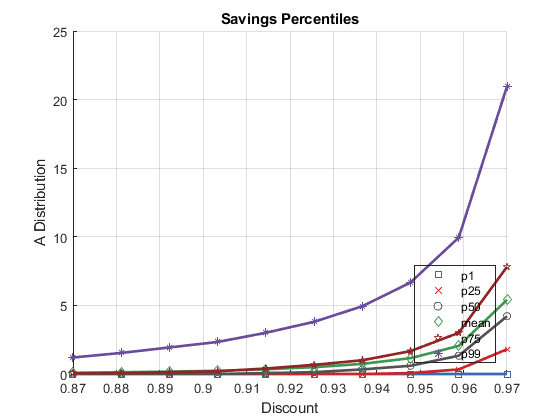 Savings Percentiles
25
20
15
10
5
0
A Distribution
p1
p25
p50
mean
p75
p99
0.87 0.88 0.89 0.9 0.91 0.92 0.93 0.94 0.95 0.96 0.97
Discount